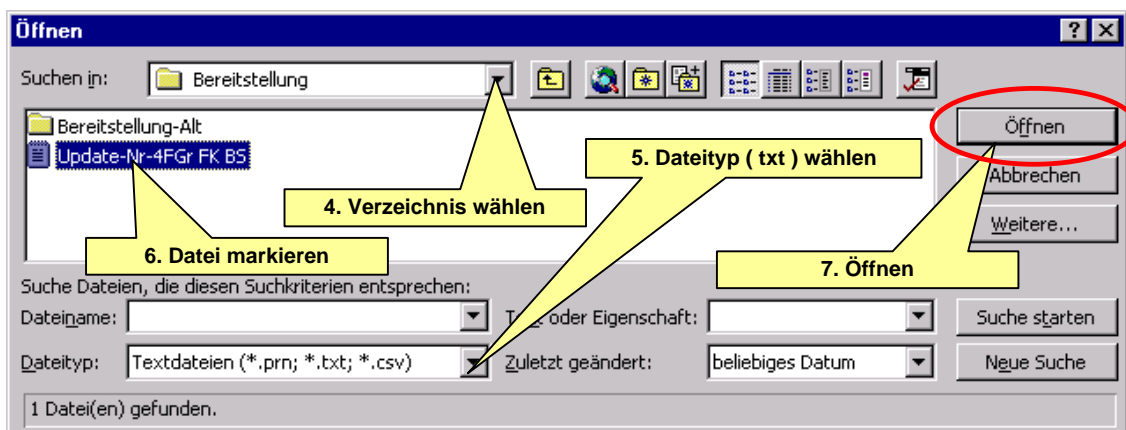 Öffnen
Suchen in: Bereitstellung
Bereitstellung-Alt
Update-Nr-4FGr FK BS
Öffnen
Abbrechen
Weitere...
4. Verzeichnis wählen
5. Dateityp ( txt ) wählen
6. Datei markieren
7. Öffnen
Suche Dateien, die diesen Suchkriterien entsprechen:
Dateiname:
oder Eigenschaft:
Suche starten
Dateityp: Textdateien (*.prn; *.txt; *.csv)
Zuletzt geändert: beliebiges Datum
Neue Suche
1 Datei(en) gefunden.